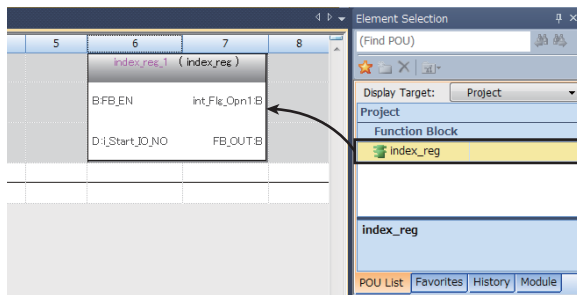 5 6 7 8
index_reg_1 ( index_reg )
B:FB_EN int_Flg_Opn1:B
D:i_Start_IO_NO FB_OUT:B
Element Selection
(Find POU)
Display Target: Project
Project
Function Block
index_reg
index_reg
POU List Favorites History Module